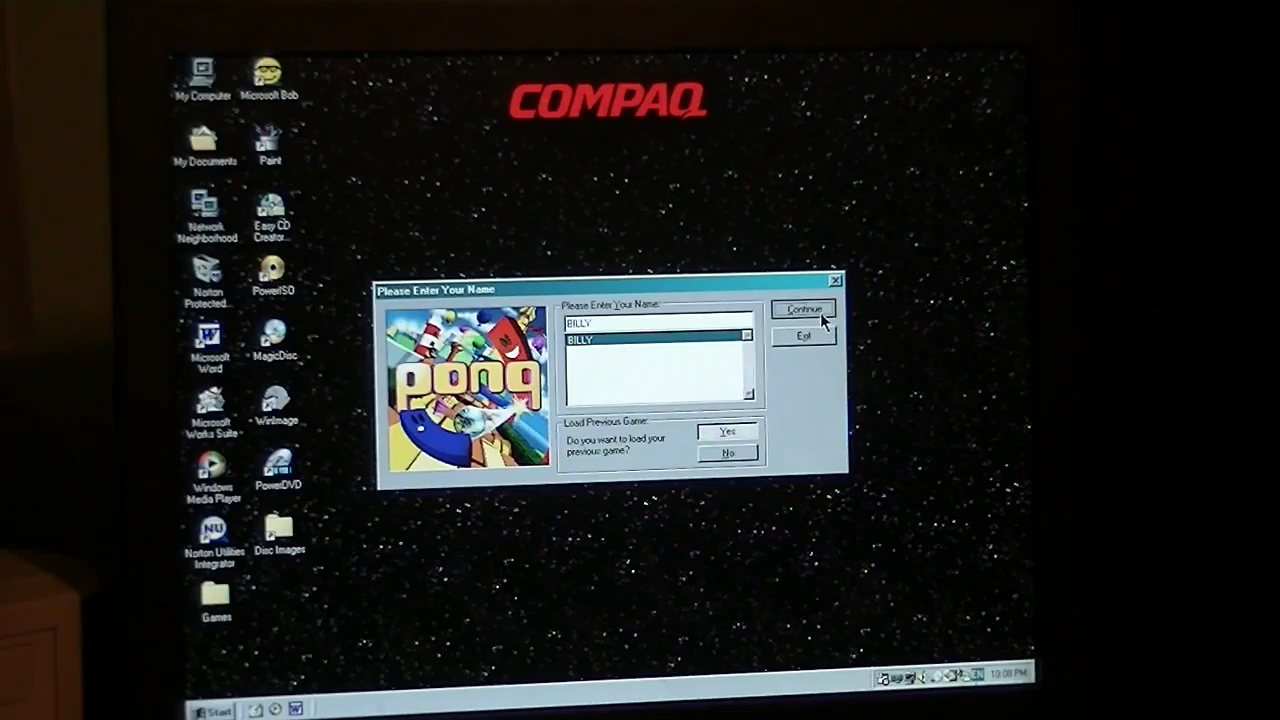 COMPAQ
My Computer
Microsoft Bob
My Documents
Paint
Network
Neighborhood
Easy CD
Creator...
Norton
Protected...
PowerISO
Microsoft
Word
MagicDisc
Microsoft
Works Suite
WinImage
Windows
Media Player
PowerDVD
NU
Norton Utilities
Integrator
Disc Images
Games
Please Enter Your Name
pong
Please Enter Your Name:
BILLY
BILLY
Continue
Exit
Load Previous Game:
Do you want to load your
previous game?
Yes
No
Start
EN
10:08 PM